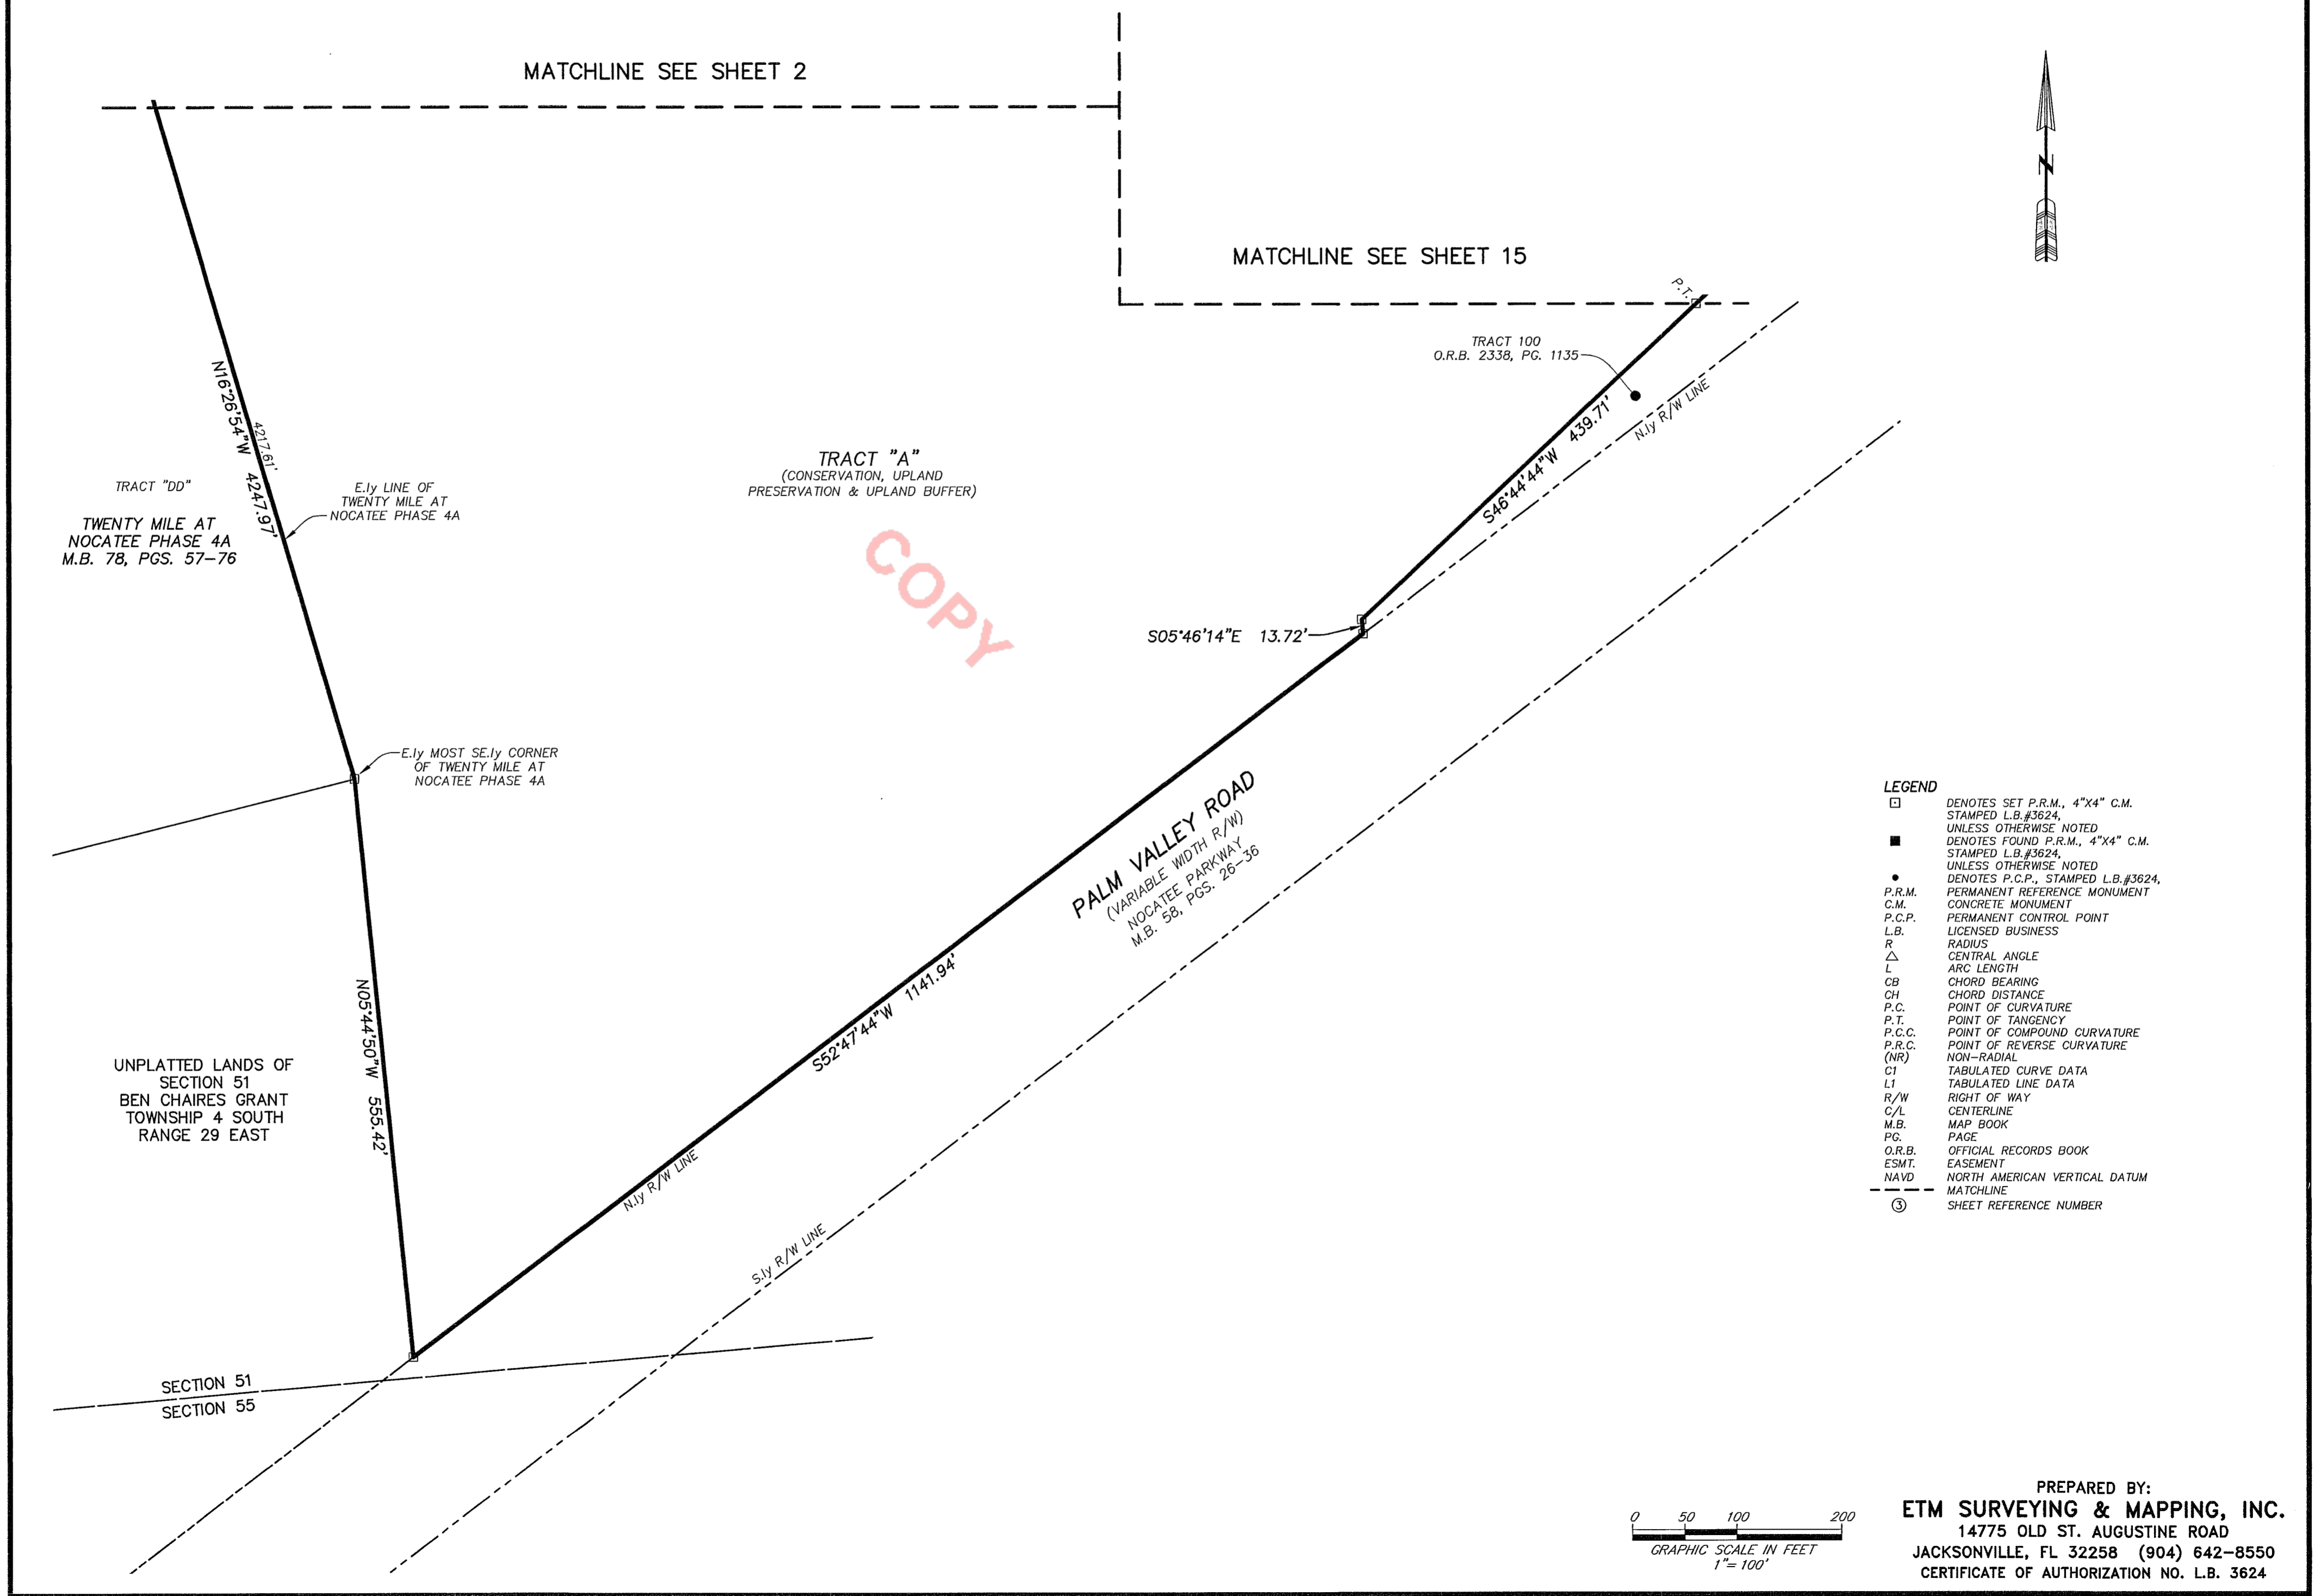 MATCHLINE SEE SHEET 2
MATCHLINE SEE SHEET 15
N
P.T.
TRACT 100
O.R.B. 2338, PG. 1135
N.ly R/W LINE
S46°44'44"W 439.71'
N16°26'54"W 4247.97'
4217.61'
TRACT "DD"
TWENTY MILE AT
NOCATEE PHASE 4A
M.B. 78, PGS. 57-76
E.ly LINE OF
TWENTY MILE AT
NOCATEE PHASE 4A
TRACT "A"
(CONSERVATION, UPLAND
PRESERVATION & UPLAND BUFFER)
COPY
S05°46'14"E 13.72'
E.ly MOST SE.ly CORNER
OF TWENTY MILE AT
NOCATEE PHASE 4A
PALM VALLEY ROAD
(VARIABLE WIDTH R/W)
NOCATEE PARKWAY
M.B. 58, PGS. 26-36
S52°47'44"W 1141.94'
N05°44'50"W 555.42'
UNPLATTED LANDS OF
SECTION 51
BEN CHAIRES GRANT
TOWNSHIP 4 SOUTH
RANGE 29 EAST
N.ly R/W LINE
S.ly R/W LINE
SECTION 51
SECTION 55
LEGEND
DENOTES SET P.R.M., 4"X4" C.M.
STAMPED L.B.#3624,
UNLESS OTHERWISE NOTED
DENOTES FOUND P.R.M., 4"X4" C.M.
STAMPED L.B.#3624,
UNLESS OTHERWISE NOTED
DENOTES P.C.P., STAMPED L.B.#3624,
P.R.M. PERMANENT REFERENCE MONUMENT
C.M. CONCRETE MONUMENT
P.C.P. PERMANENT CONTROL POINT
L.B. LICENSED BUSINESS
R RADIUS
△ CENTRAL ANGLE
L ARC LENGTH
CB CHORD BEARING
CH CHORD DISTANCE
P.C. POINT OF CURVATURE
P.T. POINT OF TANGENCY
P.C.C. POINT OF COMPOUND CURVATURE
P.R.C. POINT OF REVERSE CURVATURE
(NR) NON-RADIAL
C1 TABULATED CURVE DATA
L1 TABULATED LINE DATA
R/W RIGHT OF WAY
C/L CENTERLINE
M.B. MAP BOOK
PG. PAGE
O.R.B. OFFICIAL RECORDS BOOK
ESMT. EASEMENT
NAVD NORTH AMERICAN VERTICAL DATUM
MATCHLINE
③ SHEET REFERENCE NUMBER
0 50 100 200
GRAPHIC SCALE IN FEET
1"=100'
PREPARED BY:
ETM SURVEYING & MAPPING, INC.
14775 OLD ST. AUGUSTINE ROAD
JACKSONVILLE, FL 32258 (904) 642-8550
CERTIFICATE OF AUTHORIZATION NO. L.B. 3624